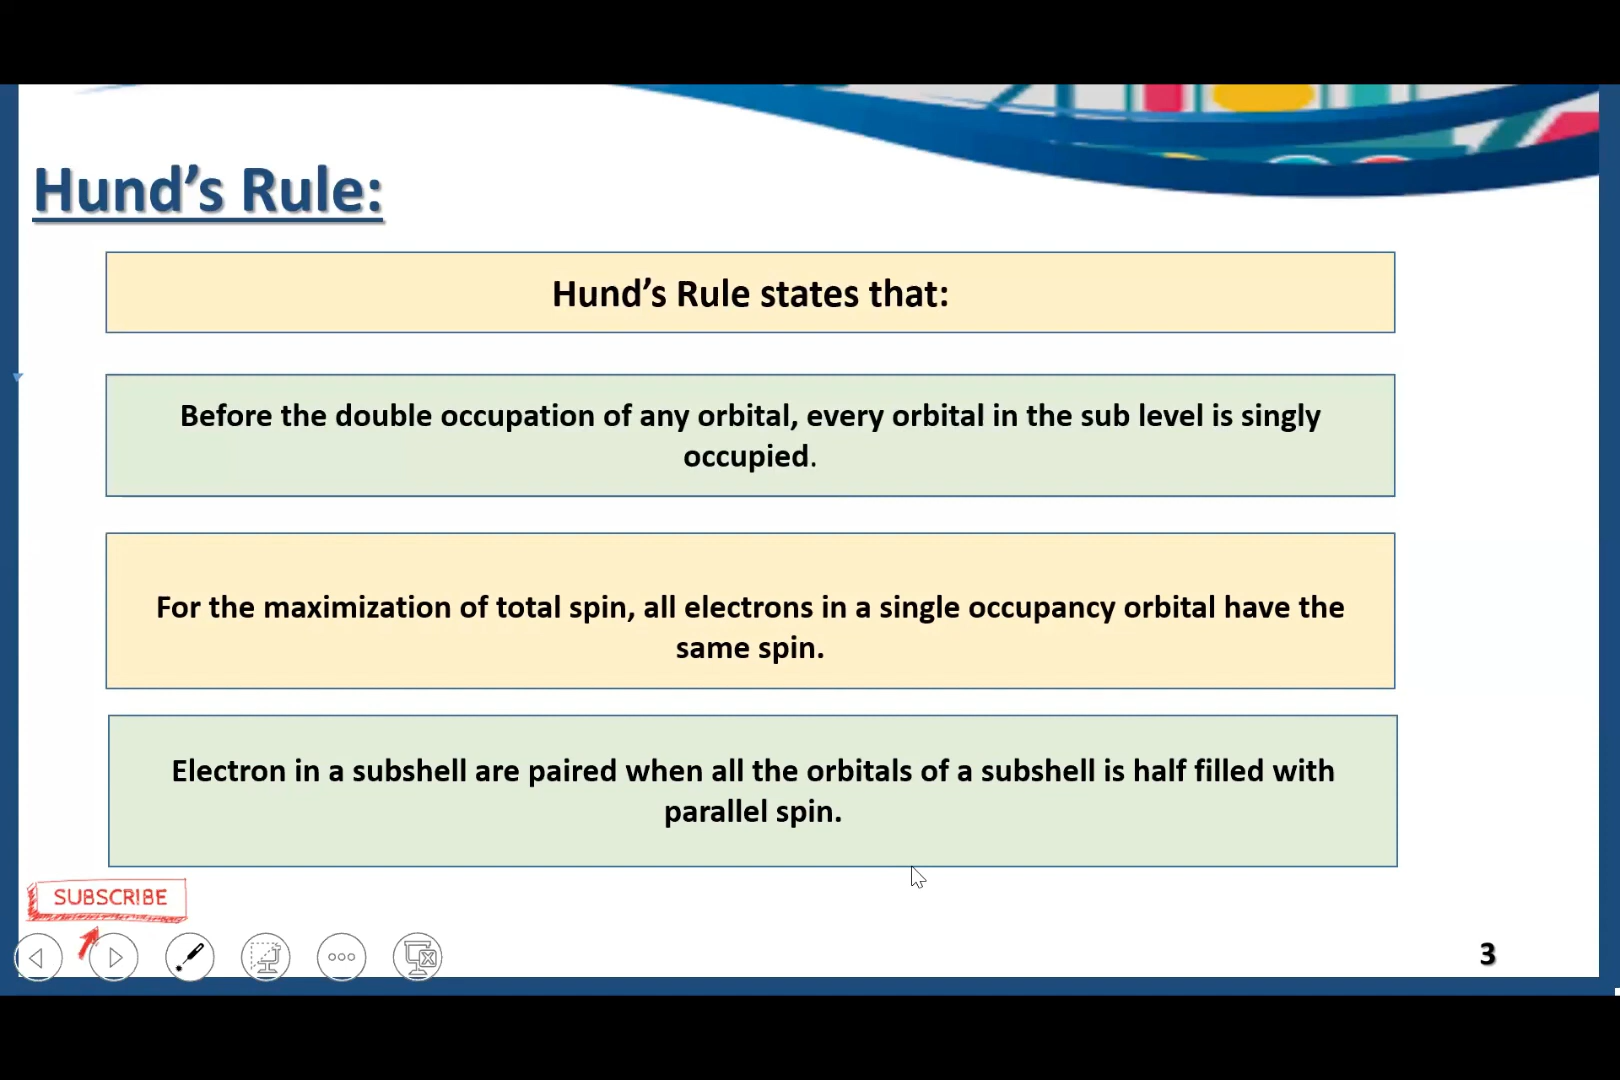 Hund’s Rule:
Hund’s Rule states that:
Before the double occupation of any orbital, every orbital in the sub level is singly
occupied.
For the maximization of total spin, all electrons in a single occupancy orbital have the
same spin.
Electron in a subshell are paired when all the orbitals of a subshell is half filled with
parallel spin.
SUBSCRIBE
3